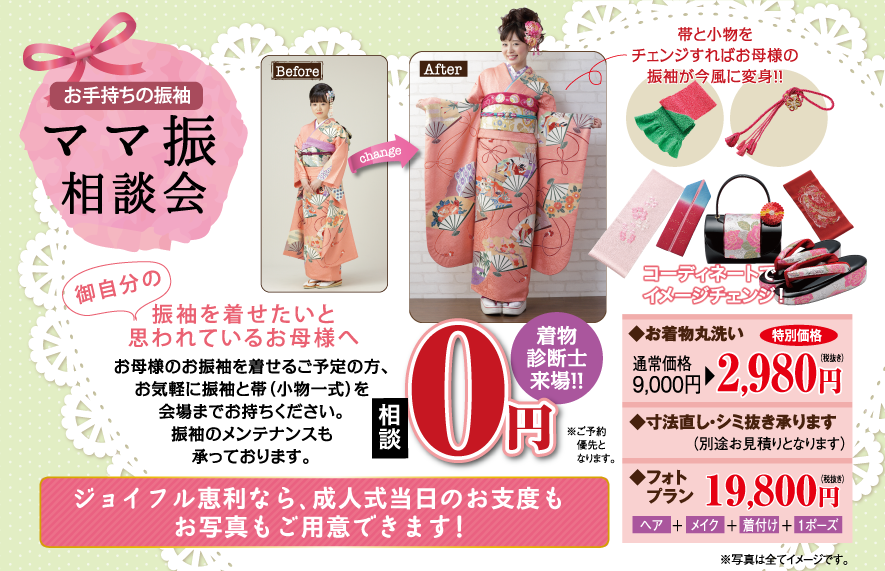 お手持ちの振袖
ママ振
相談会
Before
change
After
帯と小物を
チェンジすればお母様の
振袖が今風に変身!!
コーディネートで
イメージチェンジ!
御自分の
振袖を着せたいと
思われているお母様へ
お母様のお振袖を着せるご予定の方、
お気軽に振袖と帯(小物一式)を
会場までお持ちください。
振袖のメンテナンスも
承っております。
相談
0円
着物
診断士
来場!!
※ご予約
優先と
なります。
◆お着物丸洗い 特別価格
通常価格
9,000円▶2,980円(税抜き)
◆寸法直し・シミ抜き承ります
(別途お見積りとなります)
◆フォト
プラン 19,800円(税抜き)
ヘア+メイク+着付け+1ポーズ
ジョイフル恵利なら、成人式当日のお支度も
お写真もご用意できます!
※写真は全てイメージです。